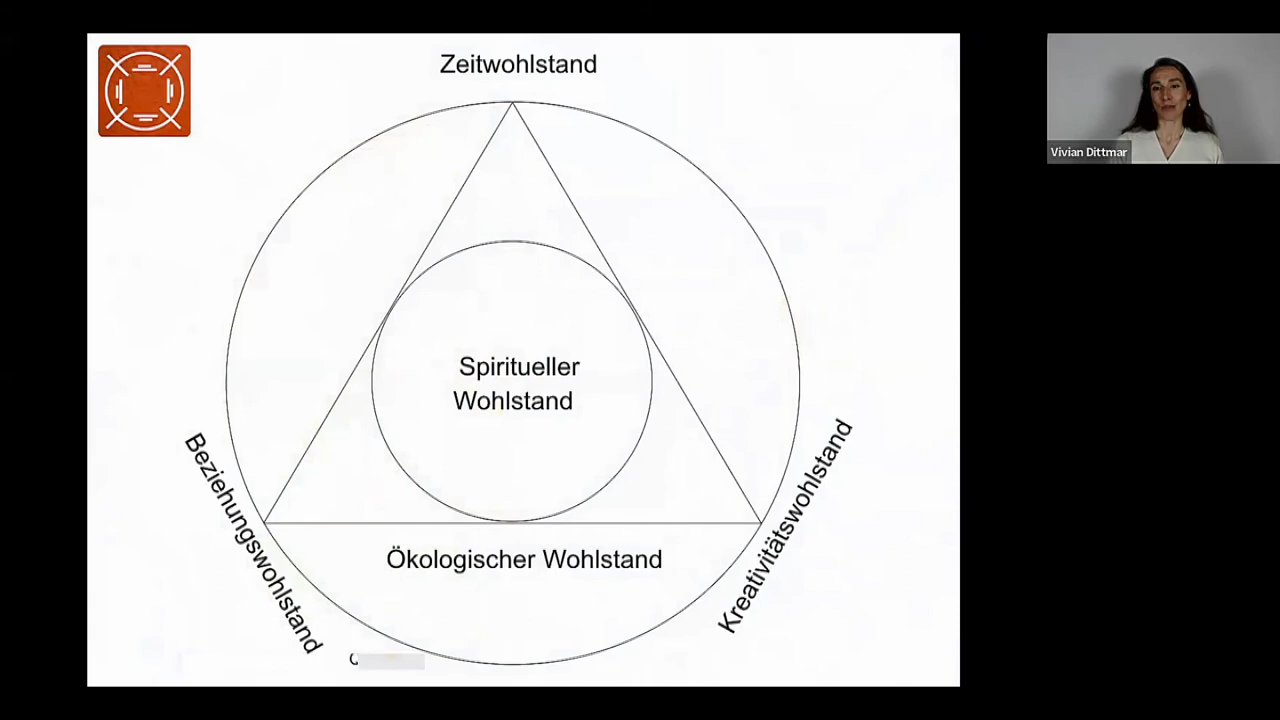 Zeitwohlstand
Vivian Dittmar
Spiritueller
Wohlstand
Beziehungswohlstand
Kreativitätswohlstand
Ökologischer Wohlstand